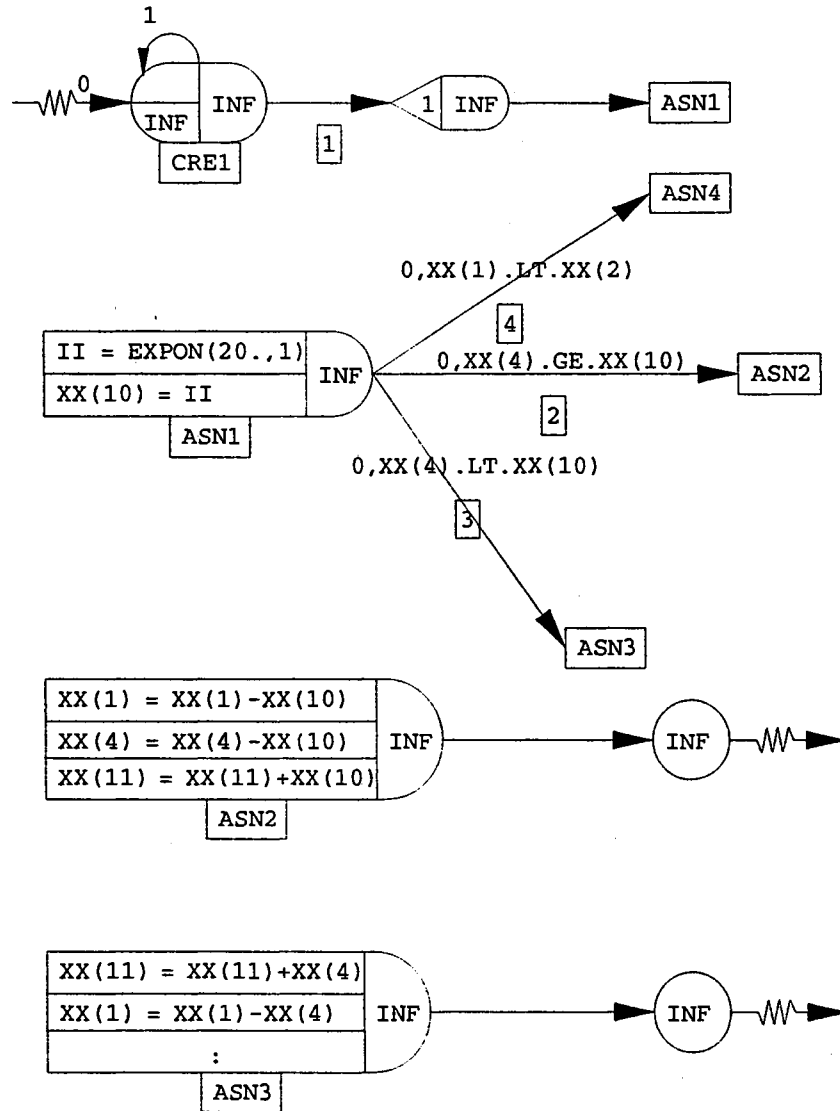 1
0
INF
INF
CRE1
1
1
INF
ASN1
ASN4
0,XX(1).LT.XX(2)
4
II = EXPON(20.,1)
XX(10) = II
INF
ASN1
0,XX(4).GE.XX(10)
ASN2
2
0,XX(4).LT.XX(10)
3
ASN3
XX(1) = XX(1)-XX(10)
XX(4) = XX(4)-XX(10)
XX(11) = XX(11)+XX(10)
INF
INF
ASN2
XX(11) = XX(11)+XX(4)
XX(1) = XX(1)-XX(4)
:
INF
INF
ASN3